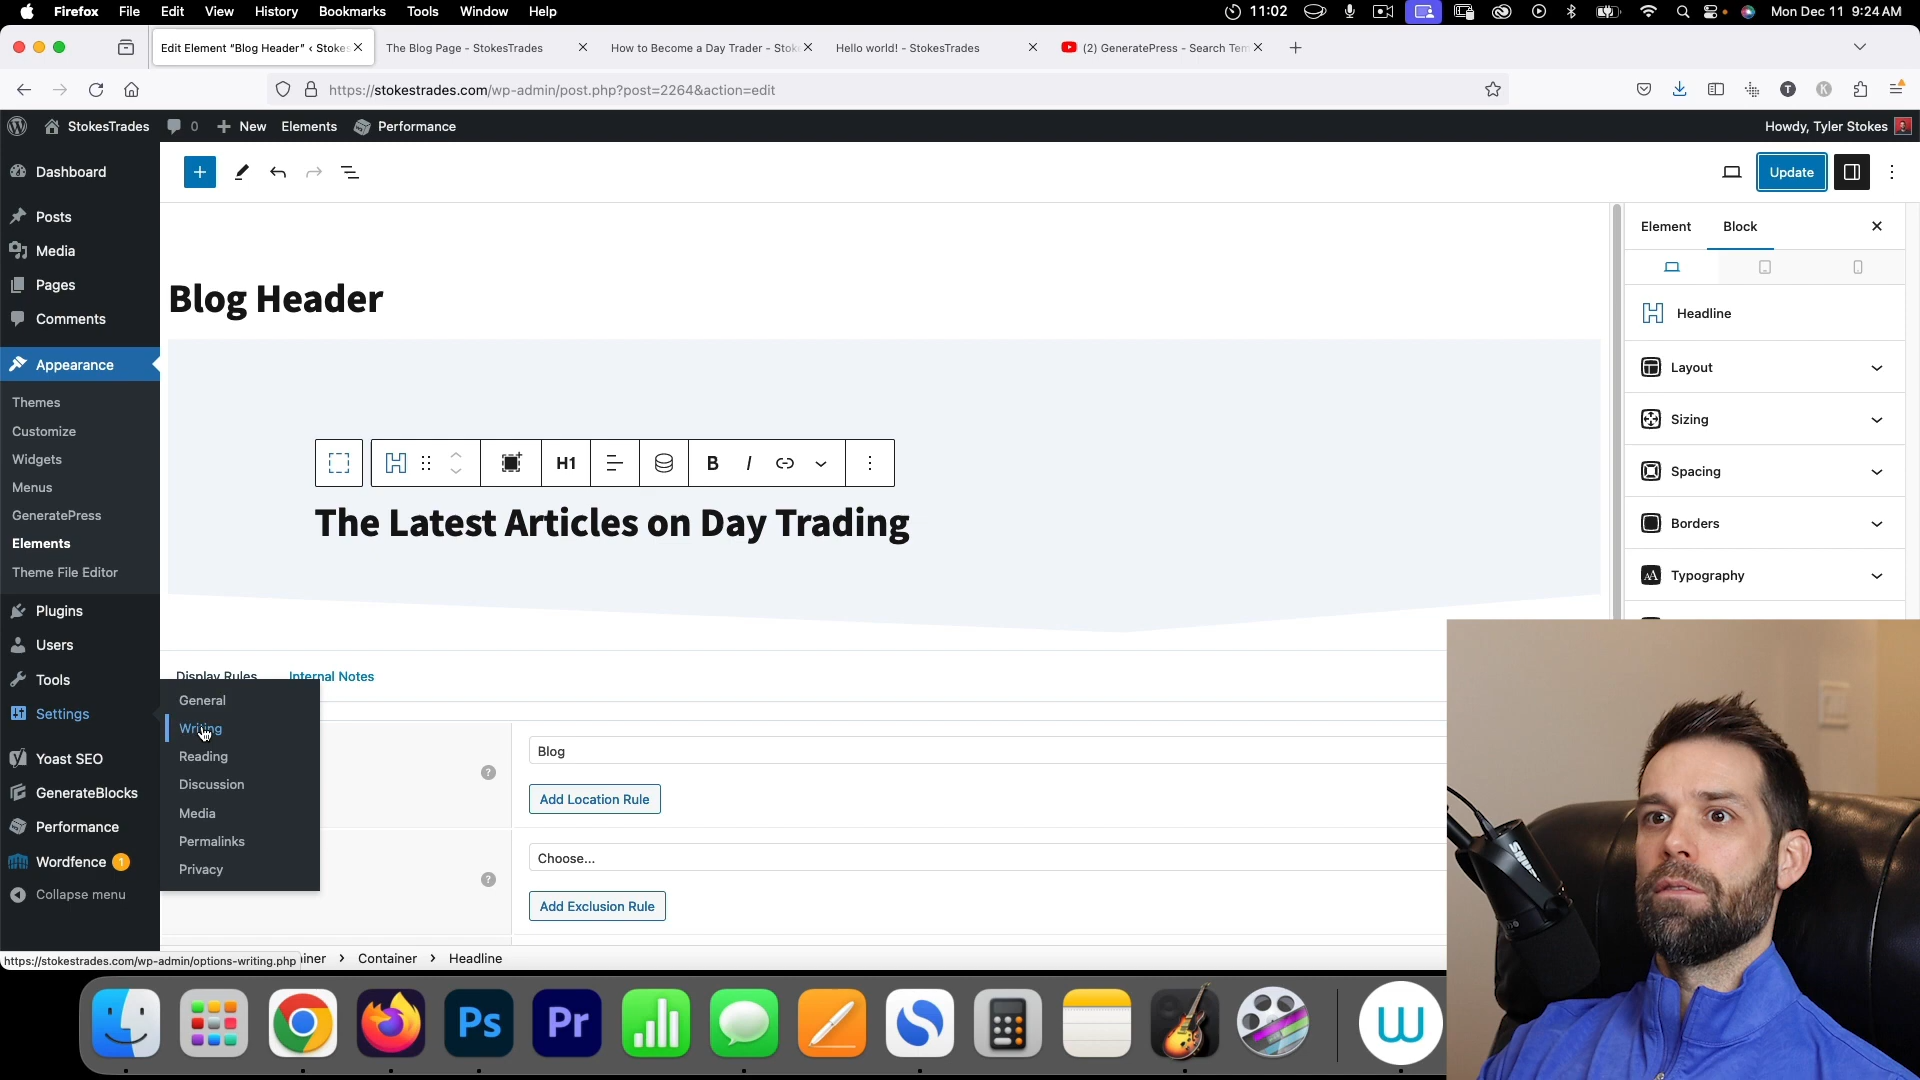 Firefox File Edit View History Bookmarks Tools Window Help 11:02 Mon Dec 11 9:24 AM
Edit Element “Blog Header” ‹ Stoke The Blog Page - StokesTrades How to Become a Day Trader - Stok Hello world! - StokesTrades (2) GeneratePress - Search Tem
https://stokestrades.com/wp-admin/post.php?post=2264&action=edit
StokesTrades 0 New Elements Performance Howdy, Tyler Stokes
Dashboard
Update
Posts
Element Block
Media
Pages
Blog Header
Comments
Headline
Appearance
Layout
Themes
Customize
Sizing
Widgets
H1 B I
Spacing
Menus
GeneratePress
The Latest Articles on Day Trading
Borders
Elements
Theme File Editor
Typography
Plugins
Users
Tools
Display Rules Internal Notes
Settings
General
Writing
Reading
Discussion
Media
Permalinks
Privacy
Blog
Yoast SEO
GenerateBlocks
Add Location Rule
Performance
Choose...
Wordfence 1
Collapse menu
Add Exclusion Rule
https://stokestrades.com/wp-admin/options-writing.php iner › Container › Headline
Ps Pr
SHURE